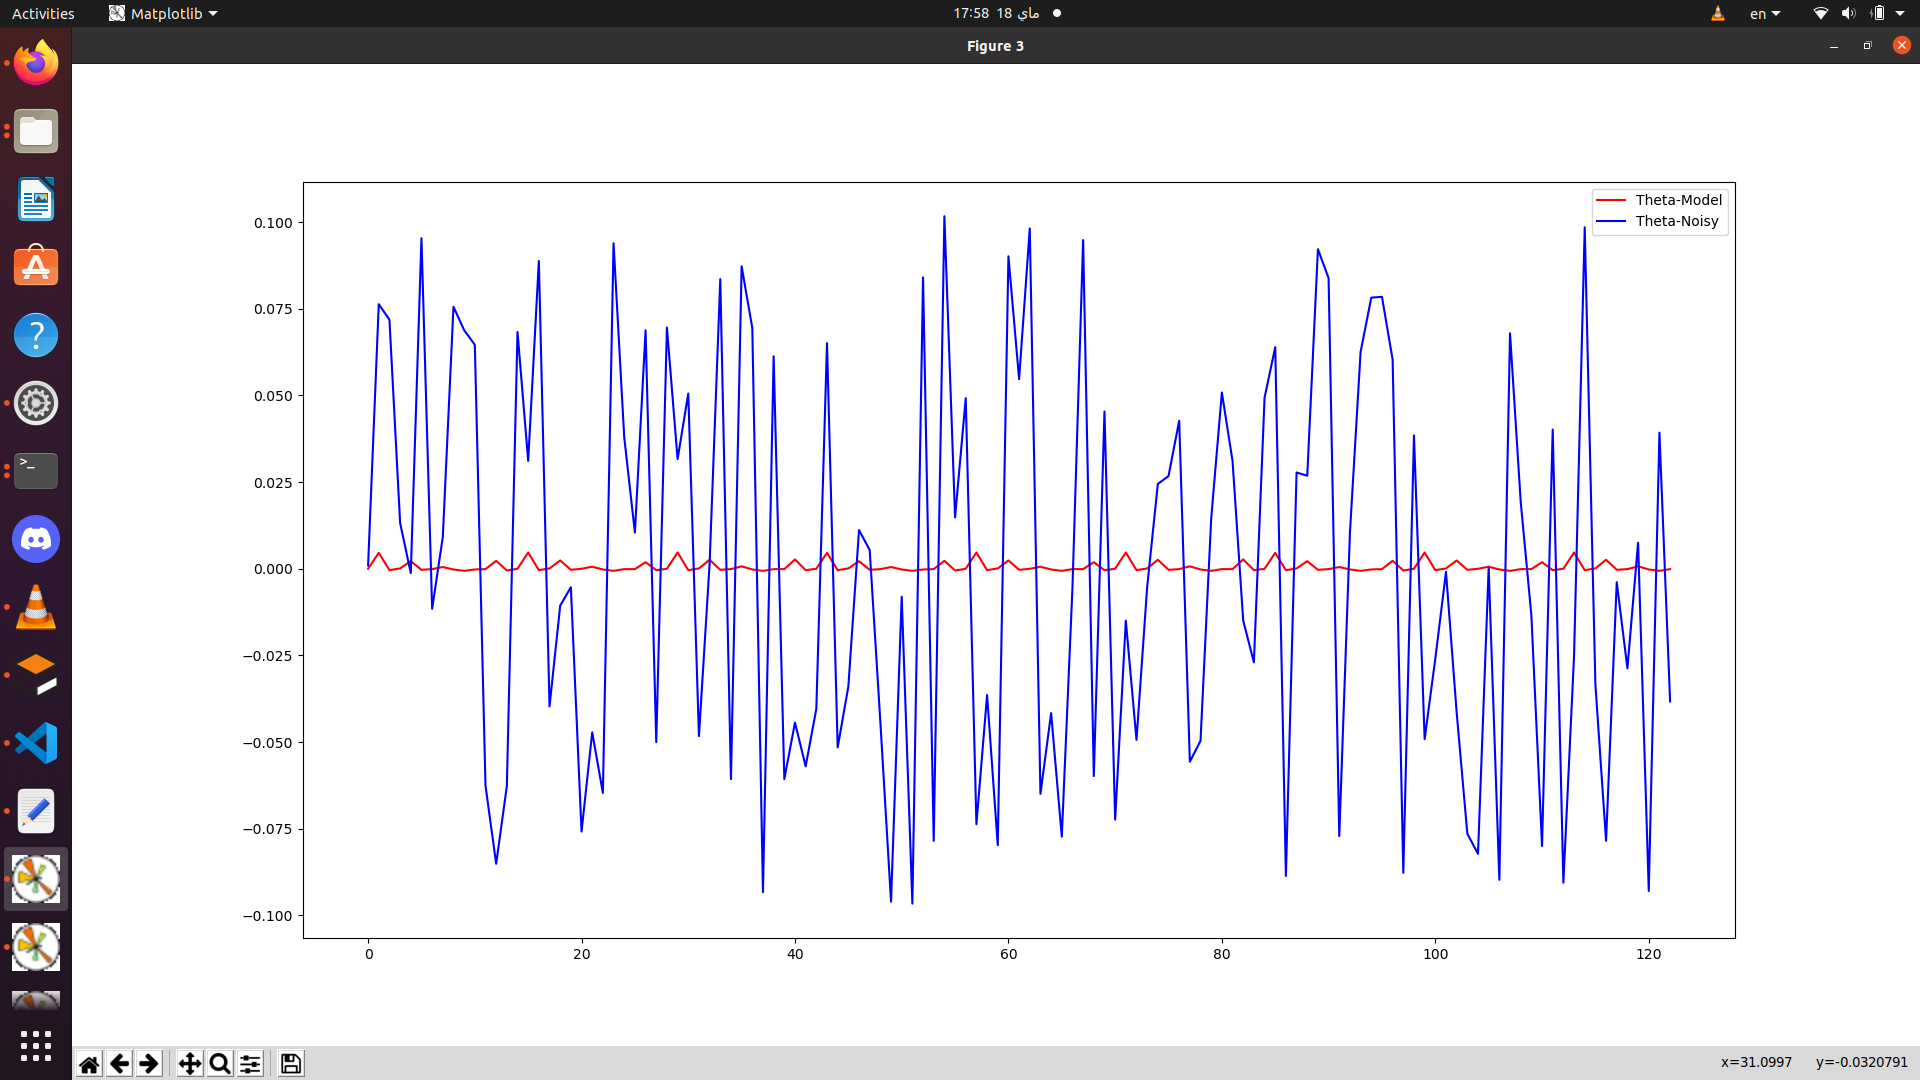 Activities
Matplotlib
17:58 18 ماي
en
Figure 3
Theta-Model
Theta-Noisy
0.100
0.075
0.050
0.025
0.000
−0.025
−0.050
−0.075
−0.100
0 20 40 60 80 100 120
x=31.0997 y=-0.0320791